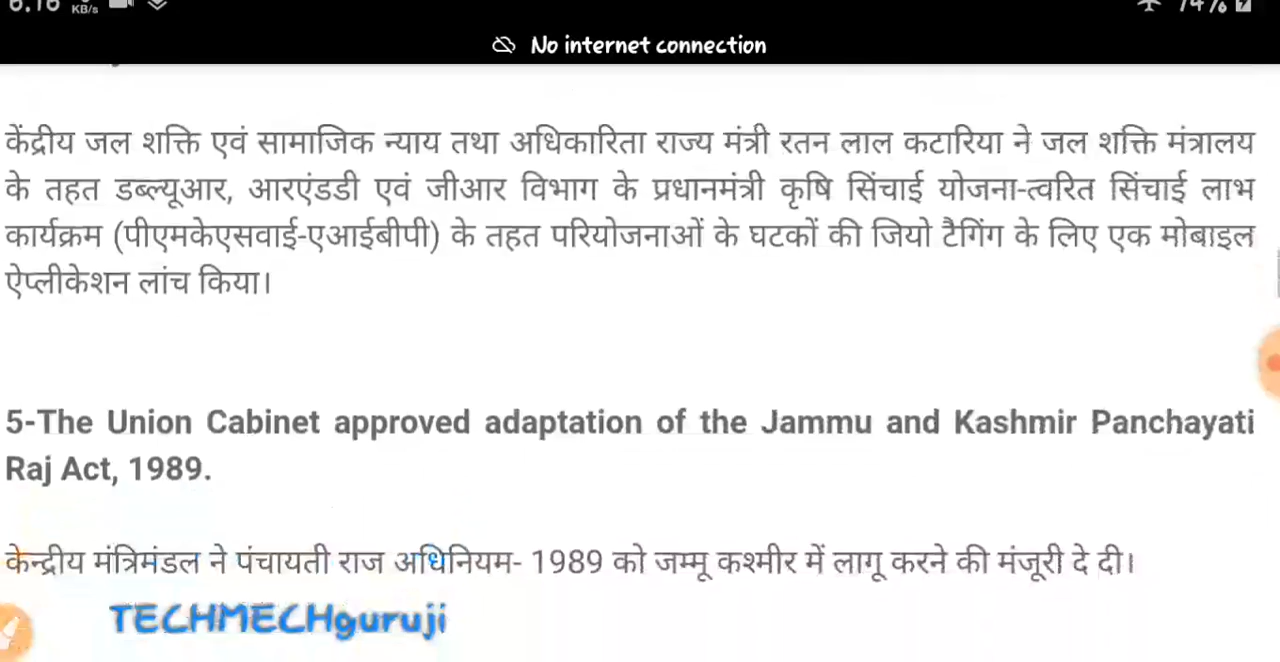 KB/s
No internet connection
केंद्रीय जल शक्ति एवं सामाजिक न्याय तथा अधिकारिता राज्य मंत्री रतन लाल कटारिया ने जल शक्ति मंत्रालय
के तहत डब्ल्यूआर, आरएंडडी एवं जीआर विभाग के प्रधानमंत्री कृषि सिंचाई योजना-त्वरित सिंचाई लाभ
कार्यक्रम (पीएमकेएसवाई-एआईबीपी) के तहत परियोजनाओं के घटकों की जियो टैगिंग के लिए एक मोबाइल
ऐप्लीकेशन लांच किया।
5-The Union Cabinet approved adaptation of the Jammu and Kashmir Panchayati
Raj Act, 1989.
केन्द्रीय मंत्रिमंडल ने पंचायती राज अधिनियम- 1989 को जम्मू कश्मीर में लागू करने की मंजूरी दे दी।
TECHMECHguruji